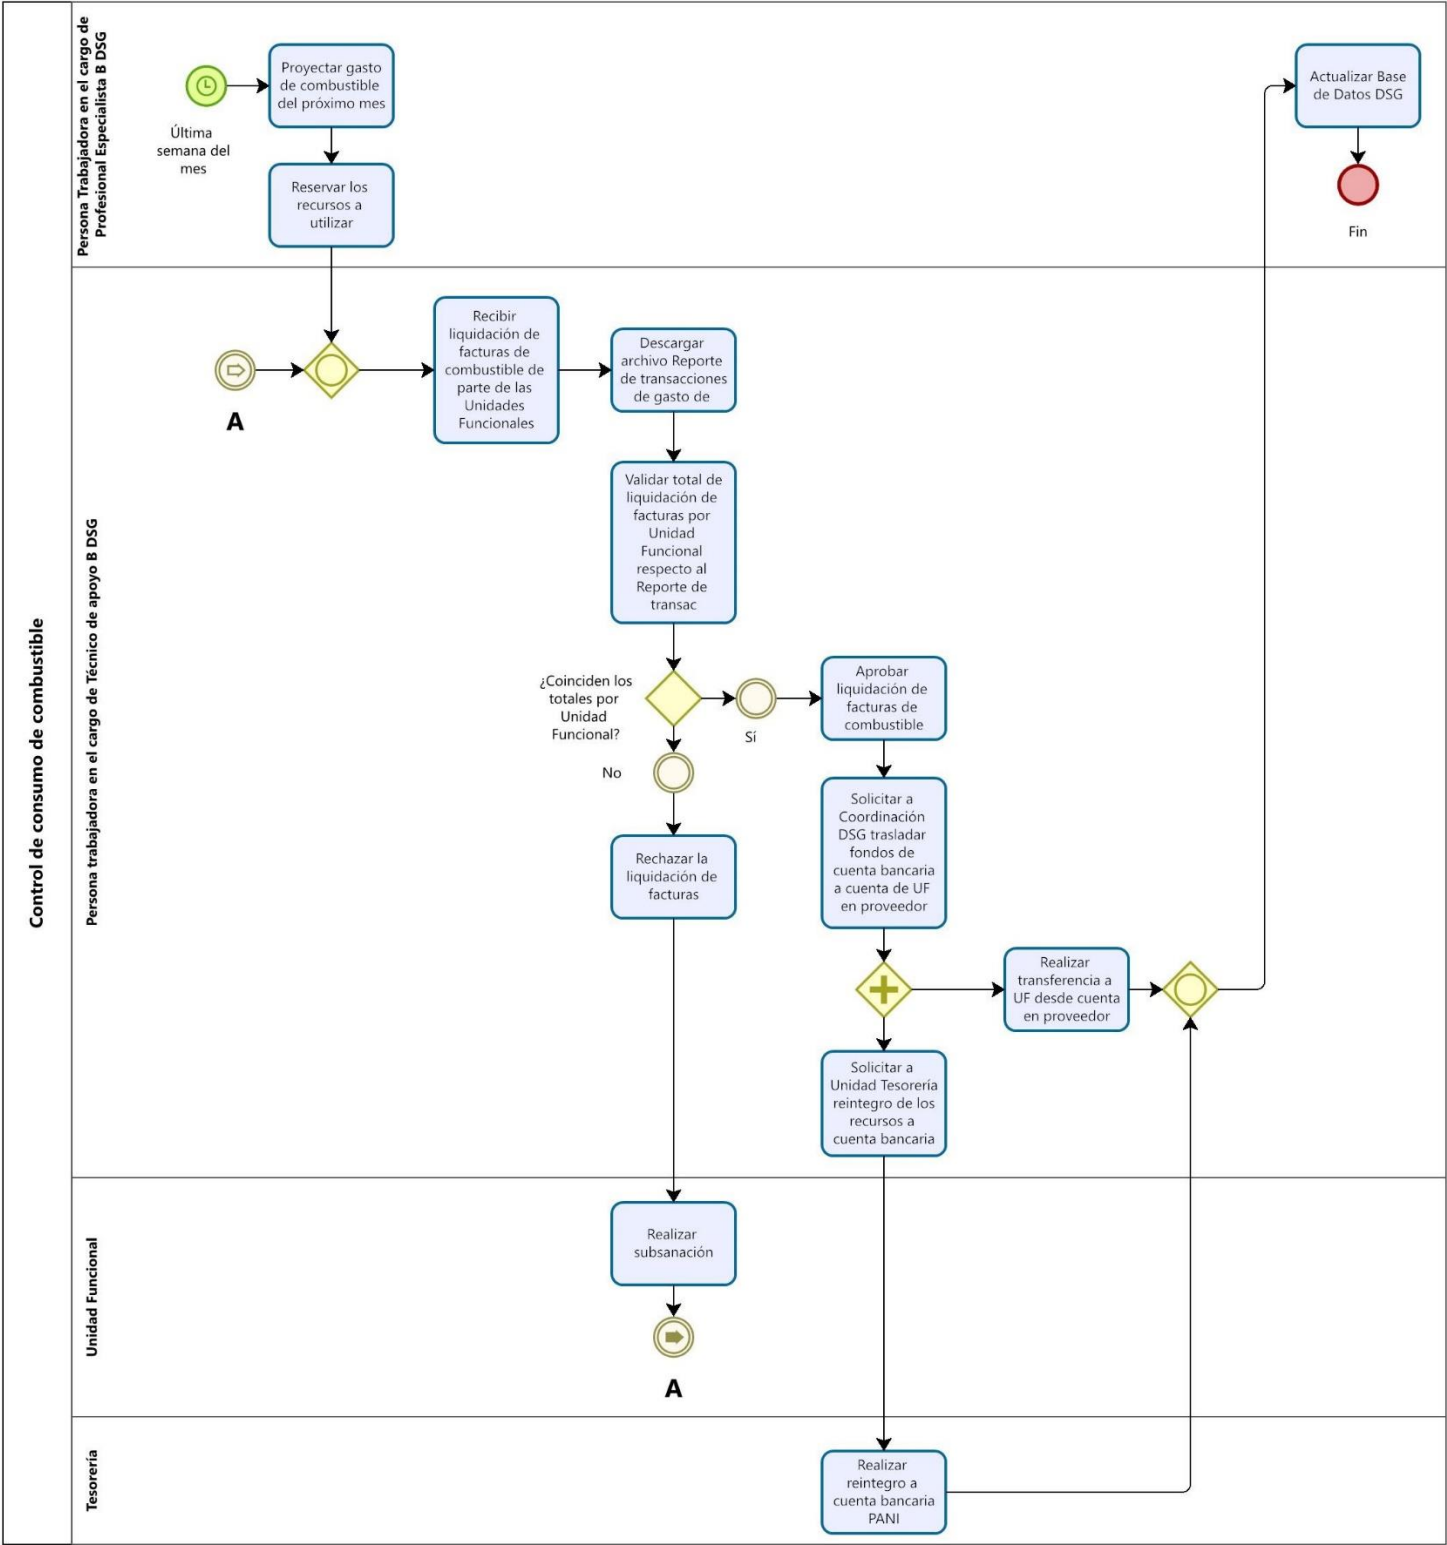 Control de consumo de combustible
Persona Trabajadora en el cargo de
Profesional Especialista B DSG
Última
semana del
mes
Proyectar gasto
de combustible
del próximo mes
Reservar los
recursos a
utilizar
Actualizar Base
de Datos DSG
Fin
Persona trabajadora en el cargo de Técnico de apoyo B DSG
A
Recibir
liquidación de
facturas de
combustible de
parte de las
Unidades
Funcionales
Descargar
archivo Reporte
de transacciones
de gasto de
Validar total de
liquidación de
facturas por
Unidad
Funcional
respecto al
Reporte de
transac
¿Coinciden los
totales por
Unidad
Funcional?
Sí
No
Aprobar
liquidación de
facturas de
combustible
Solicitar a
Coordinación
DSG trasladar
fondos de
cuenta bancaria
a cuenta de UF
en proveedor
Rechazar la
liquidación de
facturas
Realizar
transferencia a
UF desde cuenta
en proveedor
Solicitar a
Unidad Tesorería
reintegro de los
recursos a
cuenta bancaria
Unidad Funcional
Realizar
subsanación
A
Tesorería
Realizar
reintegro a
cuenta bancaria
PANI